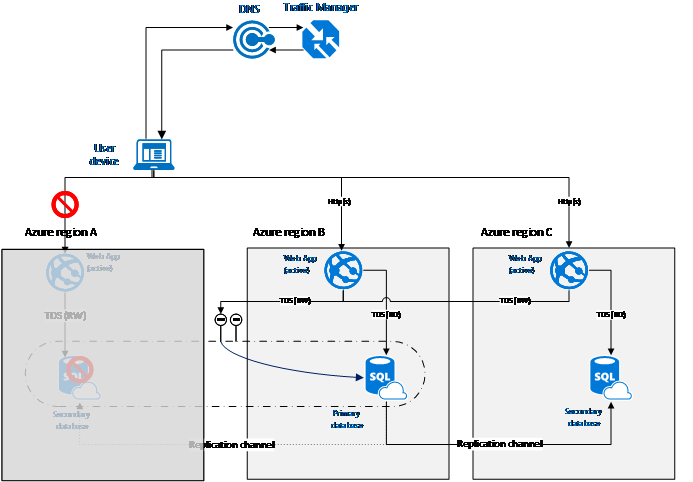 DNS
Traffic Manager
User
device
Http(s)
Http(s)
Azure region A
Azure region B
Azure region C
Web App
(active)
Web App
(active)
Web App
(active)
TDS (RW)
TDS (RW)
TDS (RW)
TDS (RO)
TDS (RO)
SQL
SQL
SQL
Secondary
database
Primary
database
Secondary
database
Replication channel
Replication channel